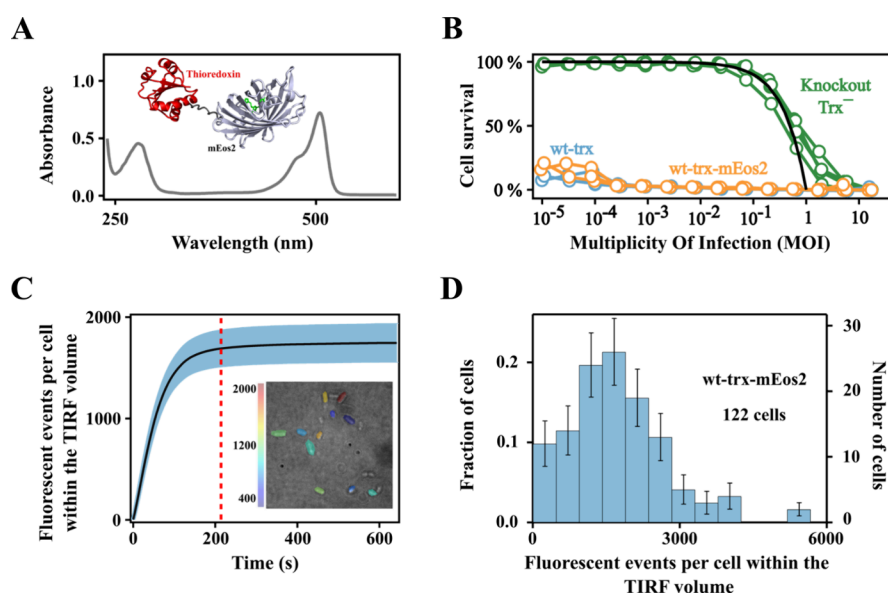 A
Absorbance
1.0
0.5
0.0
Thioredoxin
mEos2
250
500
Wavelength (nm)
B
Cell survival
100 %
50 %
0 %
Knockout
Trx⁻
wt-trx
wt-trx-mEos2
10⁻⁵
10⁻⁴
10⁻³
10⁻²
10⁻¹
1
10
Multiplicity Of Infection (MOI)
C
Fluorescent events per cell
within the TIRF volume
2000
1000
0
2000
1200
400
0
200
400
600
Time (s)
D
Fraction of cells
0.2
0.1
0.0
wt-trx-mEos2
122 cells
30
20
10
0
Number of cells
0
3000
6000
Fluorescent events per cell within the
TIRF volume